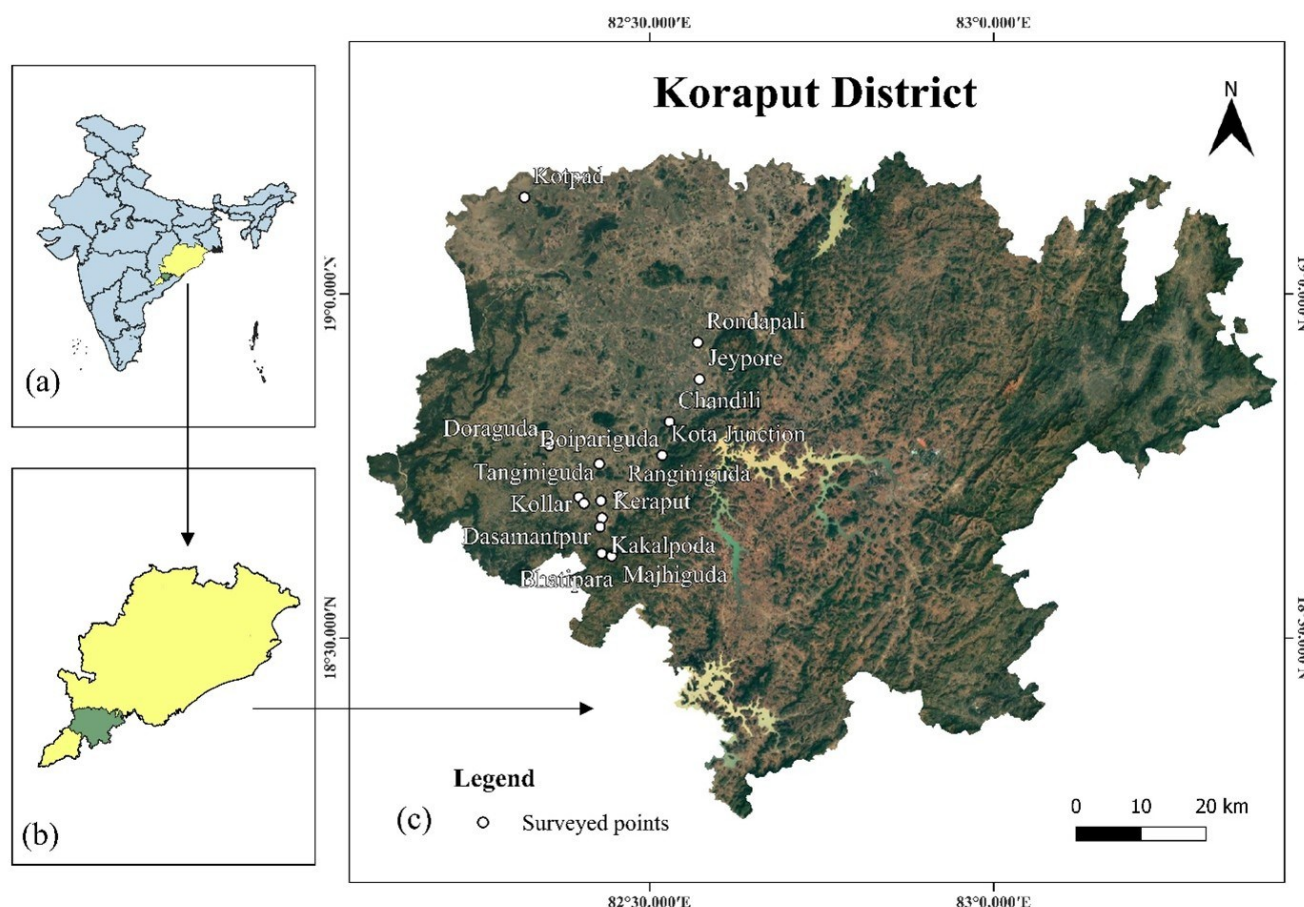 82°30.000′E
83°0.000′E
Koraput District
N
Kotpad
19°0.000′N
19°0.000′N
Rondapali
Jeypore
(a)
Chandili
Doraguda
Boipariguda
Kota Junction
Tanginiguda
Ranginiguda
Kollar
Keraput
Dasamantpur
Kakalpoda
Bhatipara
Majhiguda
18°30.000′N
18°30.000′N
Legend
(c)
0 10 20 km
Surveyed points
(b)
82°30.000′E
83°0.000′E